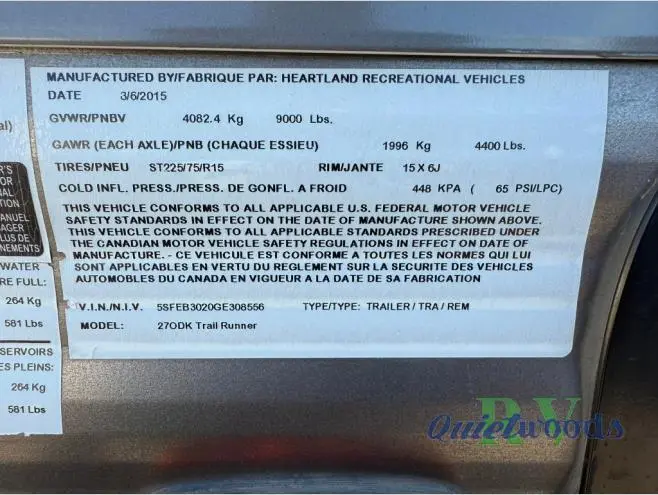 MANUFACTURED BY/FABRIQUE PAR: HEARTLAND RECREATIONAL VEHICLES
DATE 3/6/2015
GVWR/PNBV 4082.4 Kg 9000 Lbs.
GAWR (EACH AXLE)/PNB (CHAQUE ESSIEU) 1996 Kg 4400 Lbs.
TIRES/PNEU ST225/75/R15 RIM/JANTE 15 X 6J
COLD INFL. PRESS./PRESS. DE GONFL. A FROID 448 KPA ( 65 PSI/LPC)
THIS VEHICLE CONFORMS TO ALL APPLICABLE U.S. FEDERAL MOTOR VEHICLE
SAFETY STANDARDS IN EFFECT ON THE DATE OF MANUFACTURE SHOWN ABOVE.
THIS VEHICLE CONFORMS TO ALL APPLICABLE STANDARDS PRESCRIBED UNDER
THE CANADIAN MOTOR VEHICLE SAFETY REGULATIONS IN EFFECT ON DATE OF
MANUFACTURE. - CE VEHICULE EST CONFORME A TOUTES LES NORMES QUI LUI
SONT APPLICABLES EN VERTU DU REGLEMENT SUR LA SECURITE DES VEHICLES
AUTOMOBILES DU CANADA EN VIGUEUR A LA DATE DE SA FABRICATION
V.I.N./N.I.V. 5SFEB3020GE308556 TYPE/TYPE: TRAILER / TRA / REM
MODEL: 27ODK Trail Runner
WATER
RE FULL:
264 Kg
581 Lbs
SERVOIRS
ES PLEINS:
264 Kg
581 Lbs
MANUEL
PLUS DE
RV
Quietwoods